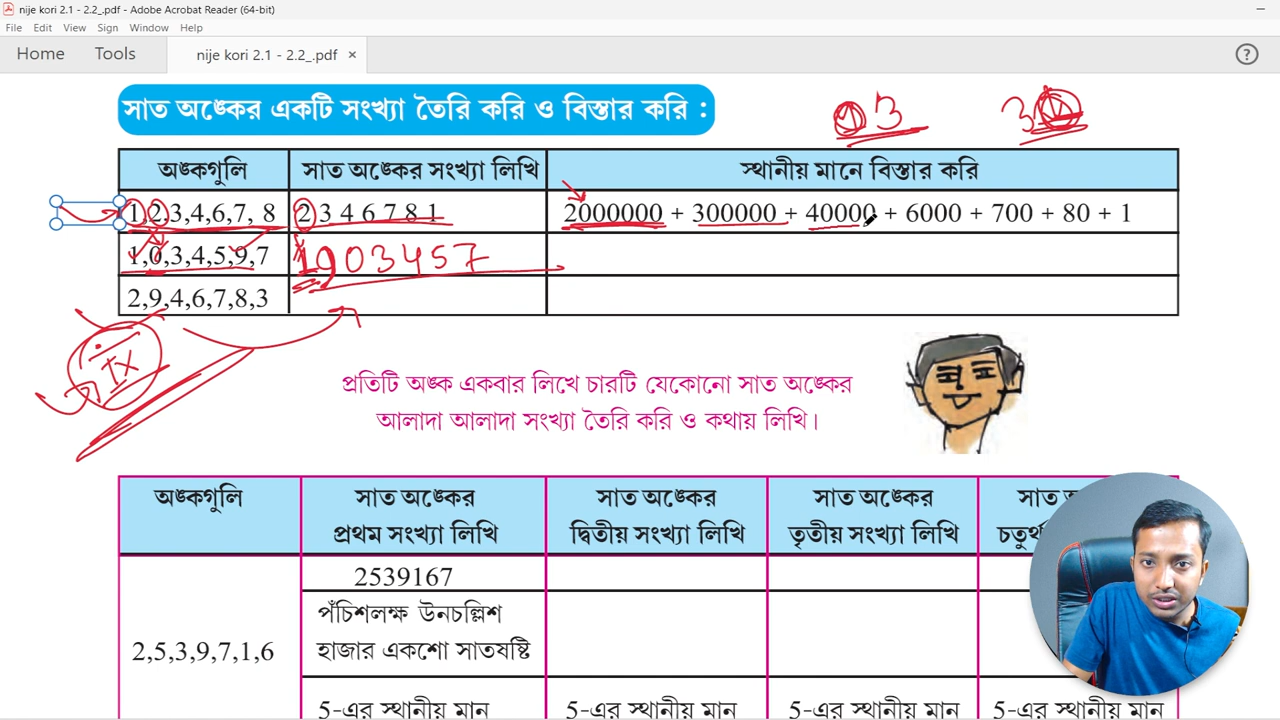 nije kori 2.1 - 2.2_.pdf - Adobe Acrobat Reader (64-bit)
File Edit View Sign Window Help
Home Tools nije kori 2.1 - 2.2_.pdf × ?
সাত অঙ্কের একটি সংখ্যা তৈরি করি ও বিস্তার করি :
3 3
অঙ্কগুলি সাত অঙ্কের সংখ্যা লিখি স্থানীয় মানে বিস্তার করি
1,2,3,4,6,7, 8 2 3 4 6 7 8 1 2000000 + 300000 + 40000 + 6000 + 700 + 80 + 1
1,0,3,4,5,9,7 1903457
2,9,4,6,7,8,3
IX
প্রতিটি অঙ্ক একবার লিখে চারটি যেকোনো সাত অঙ্কের
আলাদা আলাদা সংখ্যা তৈরি করি ও কথায় লিখি।
অঙ্কগুলি সাত অঙ্কের সাত অঙ্কের সাত অঙ্কের
প্রথম সংখ্যা লিখি দ্বিতীয় সংখ্যা লিখি তৃতীয় সংখ্যা লিখি
2539167
পঁচিশলক্ষ উনচল্লিশ
2,5,3,9,7,1,6 হাজার একশো সাতষট্টি
5-এর স্থানীয় মান 5-এর স্থানীয় মান 5-এর স্থানীয় মান 5-এর স্থানীয় মান